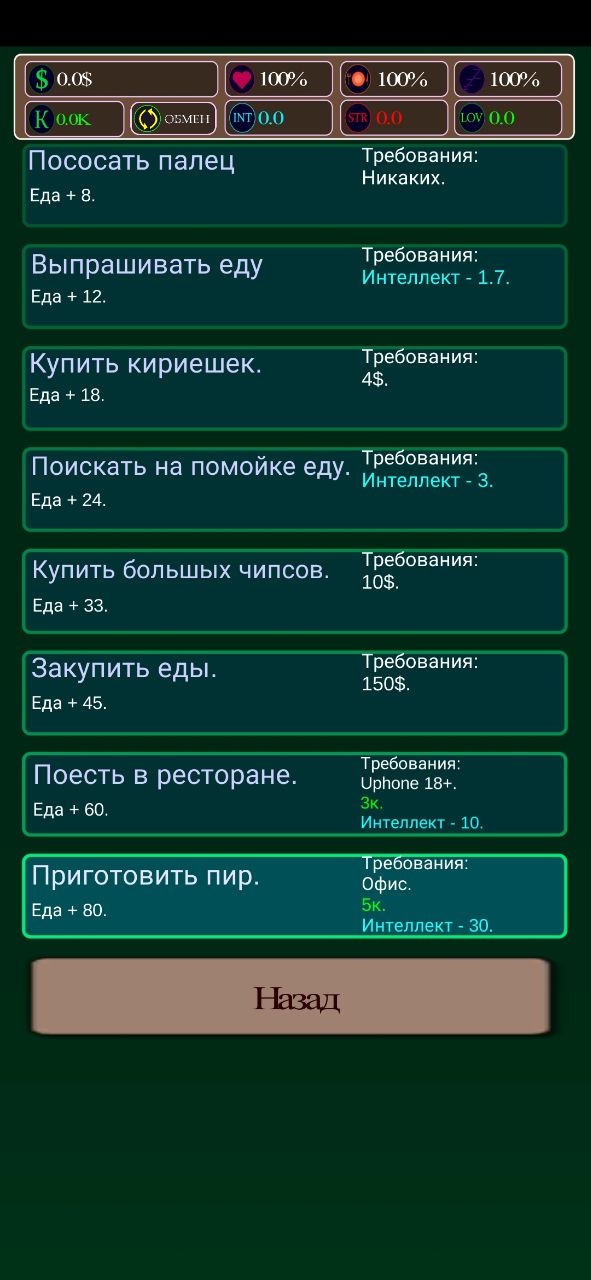 $ 0.0$ 100% 100% 100%
K 0.0K ОБМЕН INT 0.0 STR 0.0 LOV 0.0
Пососать палец
Еда + 8.
Требования:
Никаких.
Выпрашивать еду
Еда + 12.
Требования:
Интеллект - 1.7.
Купить кириешек.
Еда + 18.
Требования:
4$.
Поискать на помойке еду.
Еда + 24.
Требования:
Интеллект - 3.
Купить большых чипсов.
Еда + 33.
Требования:
10$.
Закупить еды.
Еда + 45.
Требования:
150$.
Поесть в ресторане.
Еда + 60.
Требования:
Uphone 18+.
3к.
Интеллект - 10.
Приготовить пир.
Еда + 80.
Требования:
Офис.
5к.
Интеллект - 30.
Назад